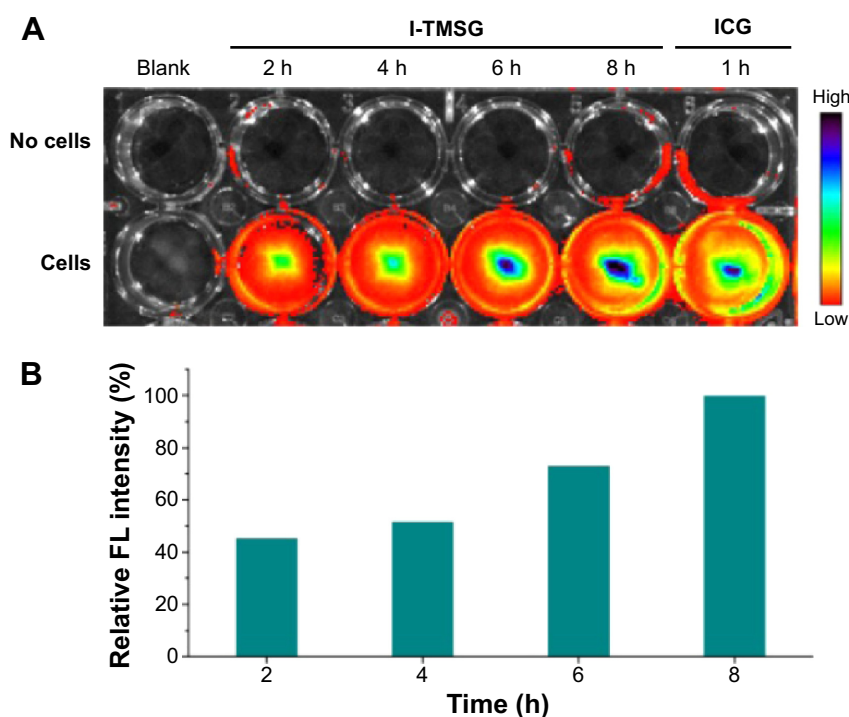 A
I-TMSG
ICG
Blank
2 h
4 h
6 h
8 h
1 h
High
No cells
Cells
Low
B
Relative FL intensity (%)
100
80
60
40
20
0
2
4
6
8
Time (h)